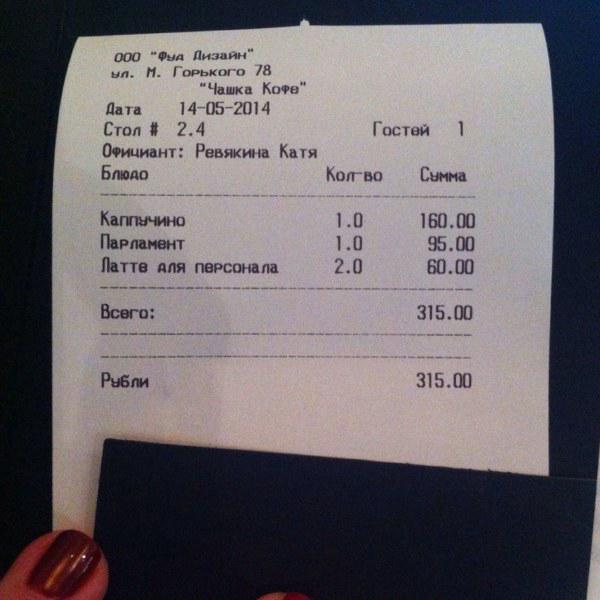 ООО "Фуд Дизайн"
ул. М. Горького 78
"Чашка Кофе"
Дата 14-05-2014
Стол # 2.4 Гостей 1
Официант: Ревякина Катя
Блюдо Кол-во Сумма
Каппучино 1.0 160.00
Парламент 1.0 95.00
Латте для персонала 2.0 60.00
Всего: 315.00
Рубли 315.00